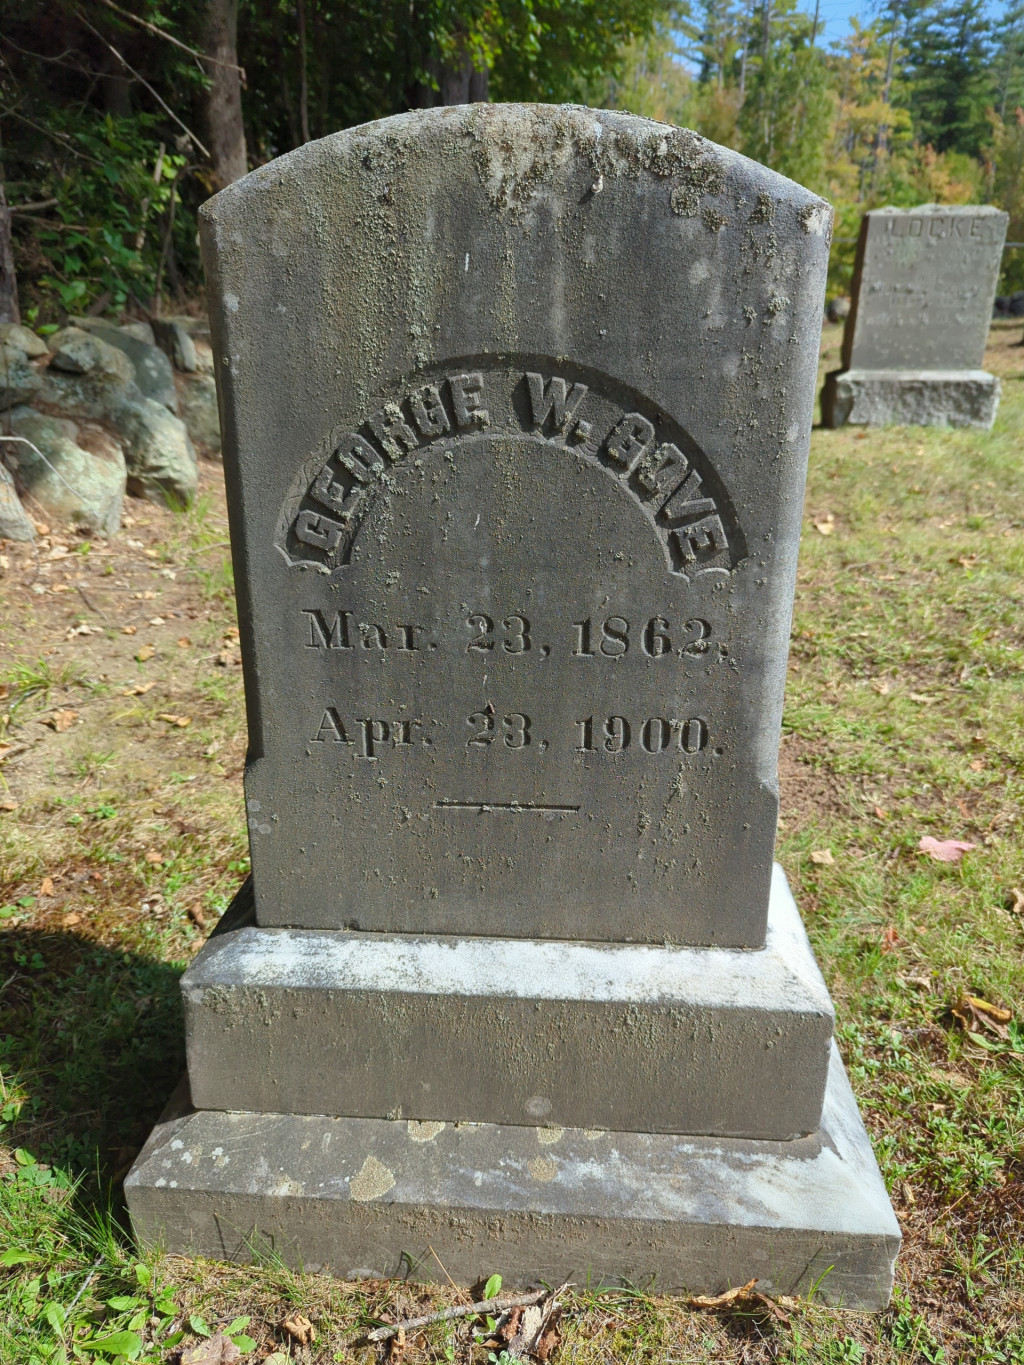 GEORGE W. GOVE
Mar. 23, 1862,
Apr. 23, 1900.
LOCKE